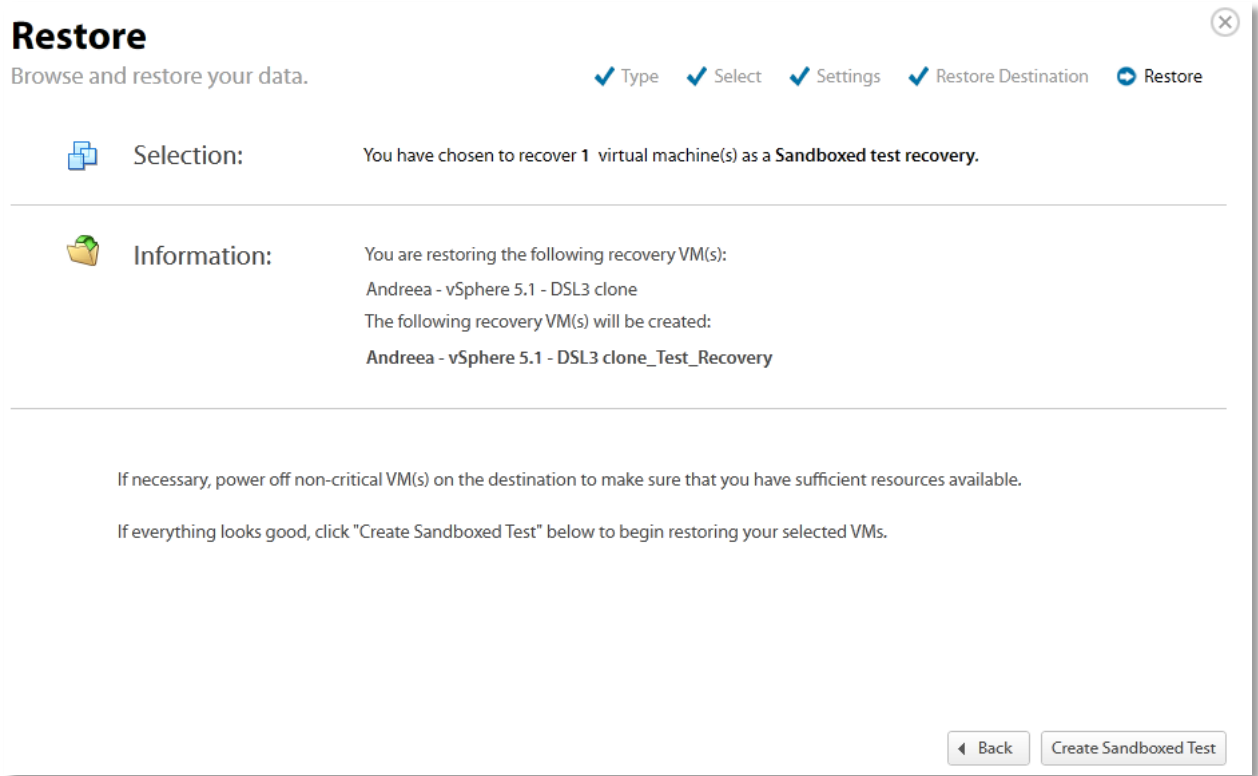 Restore
Browse and restore your data.
Type Select Settings Restore Destination Restore
Selection: You have chosen to recover 1 virtual machine(s) as a Sandboxed test recovery.
Information: You are restoring the following recovery VM(s):
Andreea - vSphere 5.1 - DSL3 clone
The following recovery VM(s) will be created:
Andreea - vSphere 5.1 - DSL3 clone_Test_Recovery
If necessary, power off non-critical VM(s) on the destination to make sure that you have sufficient resources available.
If everything looks good, click "Create Sandboxed Test" below to begin restoring your selected VMs.
Back Create Sandboxed Test